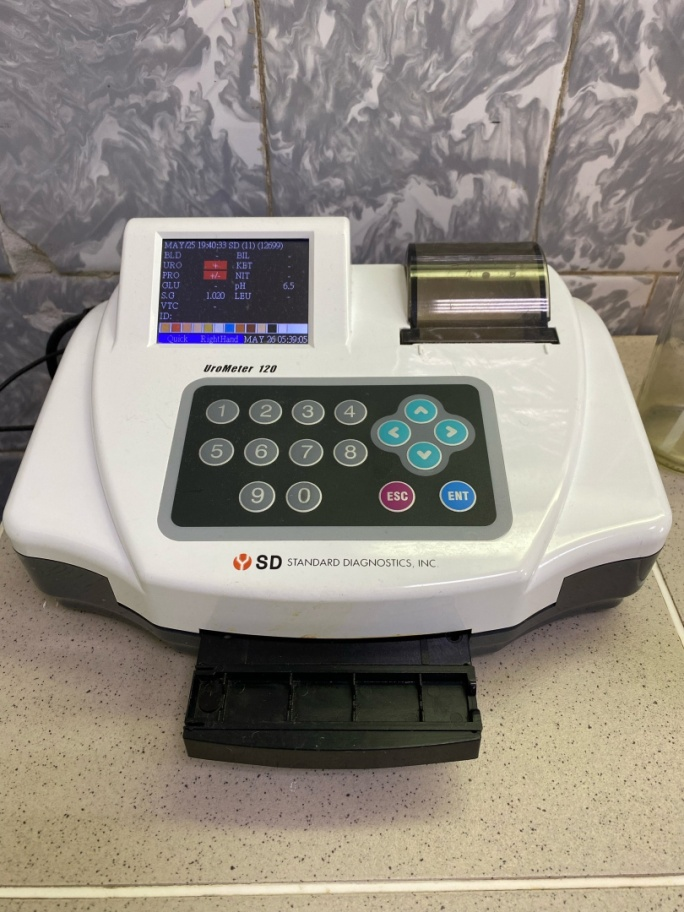 MAY/25 19:40:33 SD (11) (12699)
BLD - BIL -
URO + KET -
PRO +/- NIT -
GLU - pH 6.5
S.G 1.020 LEU -
VTC -
ID:
Quick RightHand MAY 26 05:39:05
UroMeter 120
1 2 3 4
5 6 7 8
9 0 ESC ENT
SD STANDARD DIAGNOSTICS, INC.